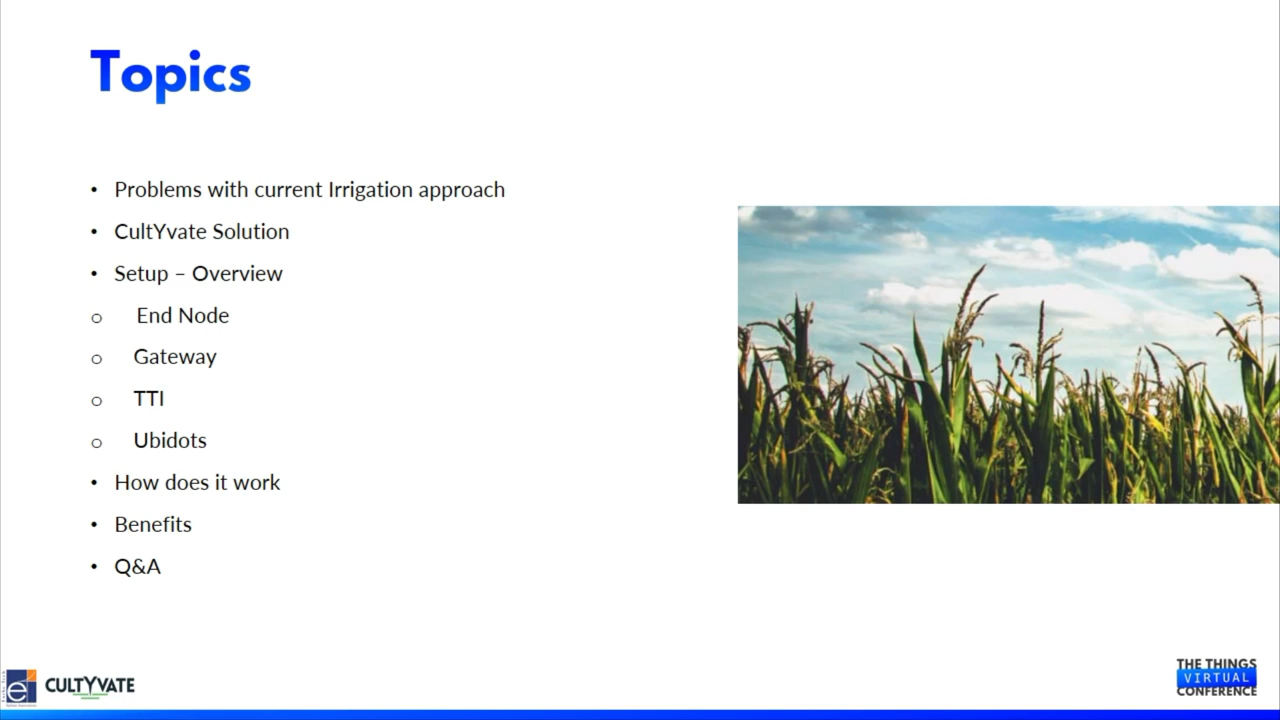 Topics
• Problems with current Irrigation approach
• CultYvate Solution
• Setup – Overview
o End Node
o Gateway
o TTI
o Ubidots
• How does it work
• Benefits
• Q&A
e
CULTYVATE
THE THINGS
VIRTUAL
CONFERENCE